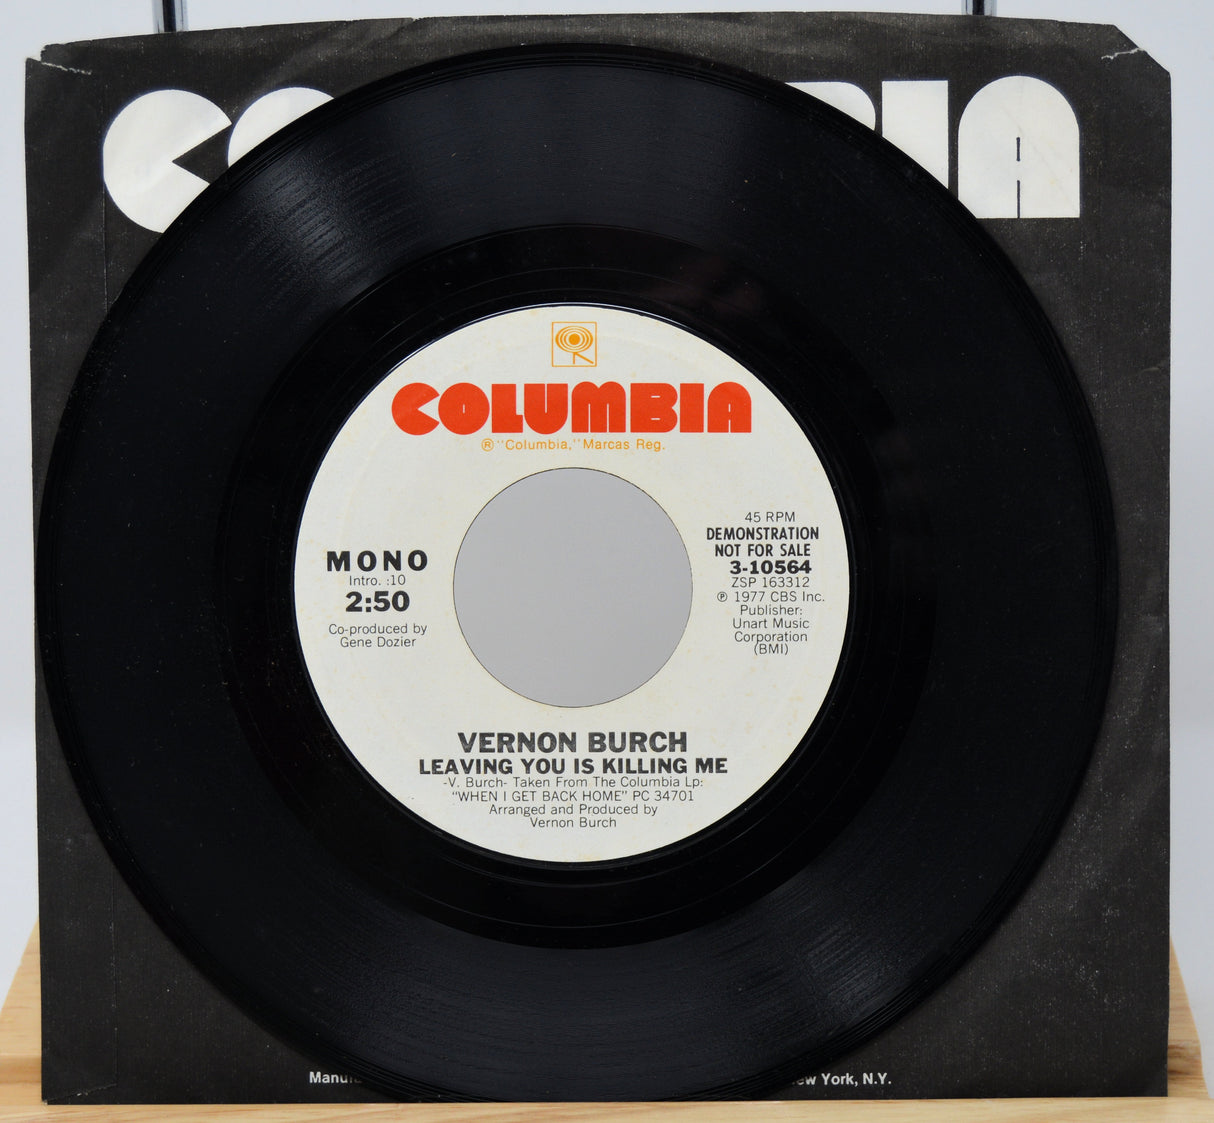 COLUMBIA
® "Columbia," Marcas Reg.
MONO
Intro. :10
2:50
Co-produced by
Gene Dozier
45 RPM
DEMONSTRATION
NOT FOR SALE
3-10564
ZSP 163312
℗ 1977 CBS Inc.
Publisher:
Unart Music
Corporation
(BMI)
VERNON BURCH
LEAVING YOU IS KILLING ME
-V. Burch- Taken From The Columbia Lp:
"WHEN I GET BACK HOME" PC 34701
Arranged and Produced by
Vernon Burch
York, N.Y.